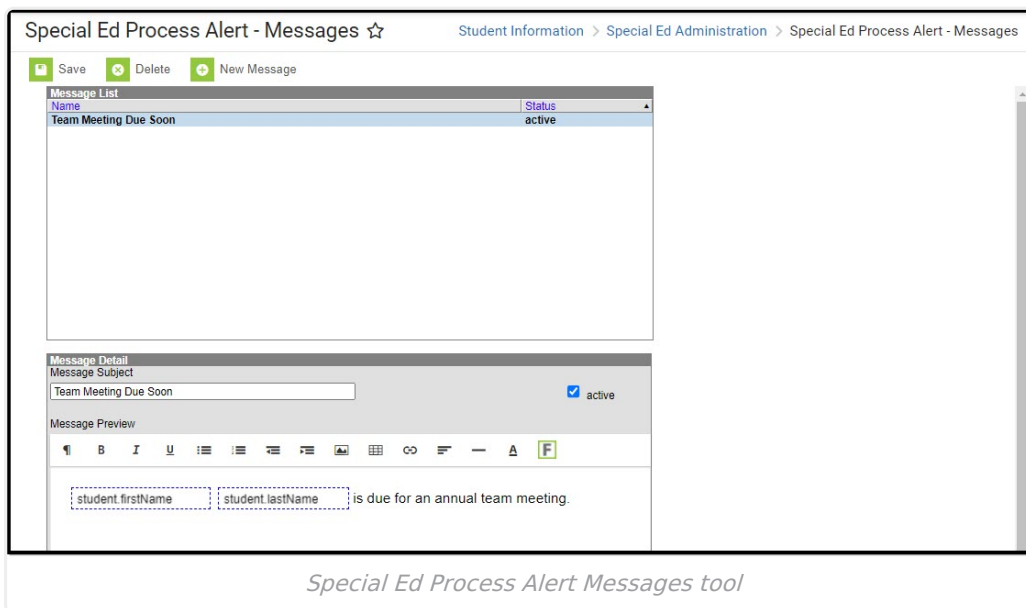 Special Ed Process Alert - Messages
Student Information > Special Ed Administration > Special Ed Process Alert - Messages
Save Delete New Message
Message List
Name Status
Team Meeting Due Soon active
Message Detail
Message Subject
Team Meeting Due Soon active
Message Preview
¶ B I U A F
student.firstName student.lastName is due for an annual team meeting.
Special Ed Process Alert Messages tool